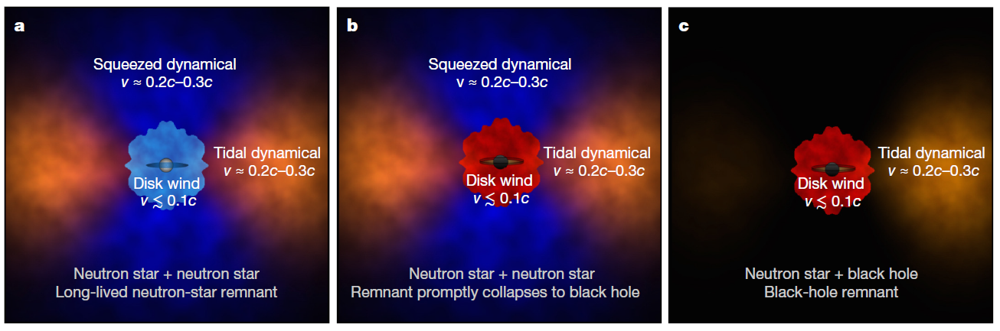 a
Squeezed dynamical
v ≈ 0.2c–0.3c
Tidal dynamical
v ≈ 0.2c–0.3c
Disk wind
v ≲ 0.1c
Neutron star + neutron star
Long-lived neutron-star remnant
b
Squeezed dynamical
v ≈ 0.2c–0.3c
Tidal dynamical
v ≈ 0.2c–0.3c
Disk wind
v ≲ 0.1c
Neutron star + neutron star
Remnant promptly collapses to black hole
c
Tidal dynamical
v ≈ 0.2c–0.3c
Disk wind
v ≲ 0.1c
Neutron star + black hole
Black-hole remnant